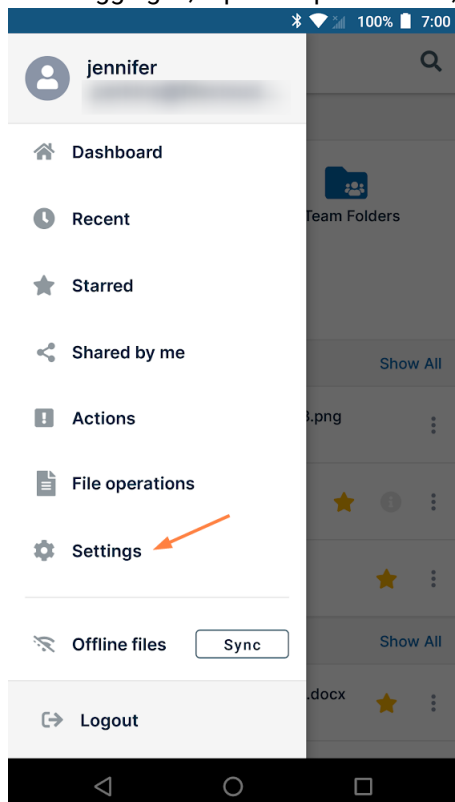 100% 7:00
jennifer
Dashboard
Recent
Team Folders
Starred
Shared by me
Show All
Actions
.png
File operations
Settings
Offline files
Sync
Show All
.docx
Logout